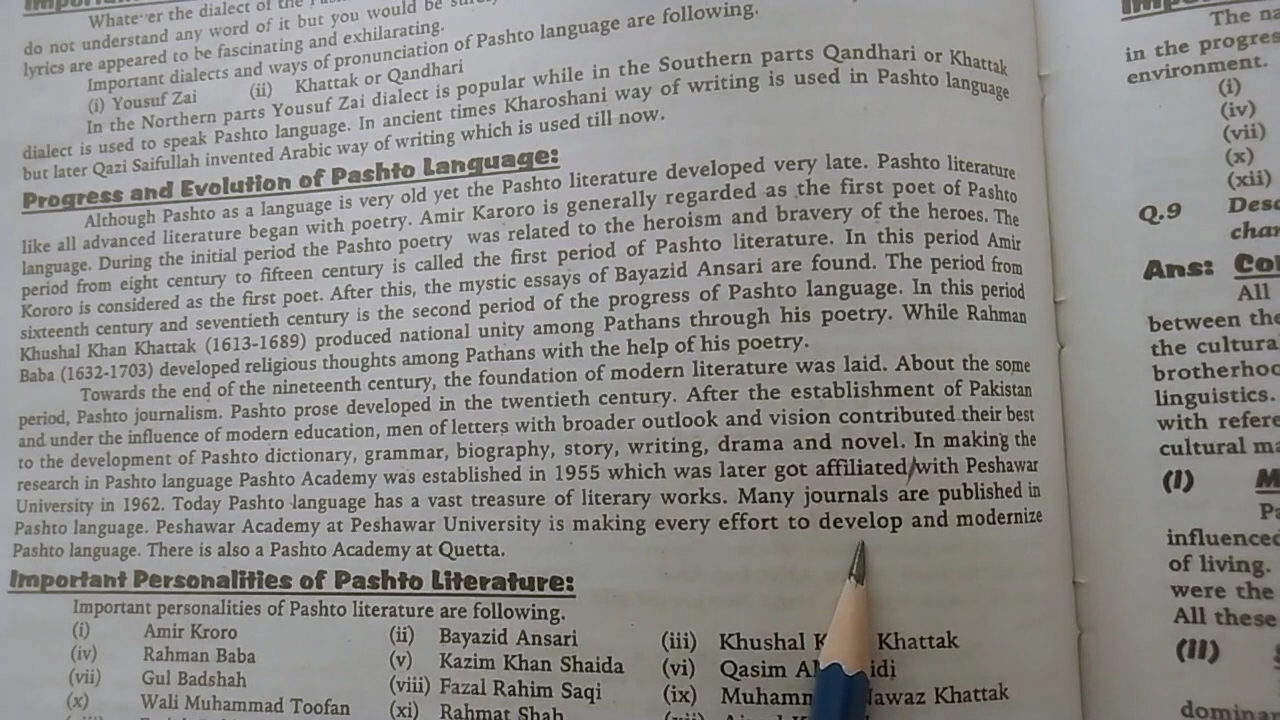 Whatever the dialect of the
do not understand any word of it but you would be
lyrics are appeared to be fascinating and exhilarating.
Important dialects and ways of pronunciation of Pashto language are following.
(i) Yousuf Zai (ii) Khattak or Qandhari
In the Northern parts Yousuf Zai dialect is popular while in the Southern parts Qandhari or Khattak
dialect is used to speak Pashto language. In ancient times Kharoshani way of writing is used in Pashto language
but later Qazi Saifullah invented Arabic way of writing which is used till now.
Progress and Evolution of Pashto Language:
Although Pashto as a language is very old yet the Pashto literature developed very late. Pashto literature
like all advanced literature began with poetry. Amir Karoro is generally regarded as the first poet of Pashto
language. During the initial period the Pashto poetry was related to the heroism and bravery of the heroes. The
period from eight century to fifteen century is called the first period of Pashto literature. In this period Amir
Kororo is considered as the first poet. After this, the mystic essays of Bayazid Ansari are found. The period from
sixteenth century and seventieth century is the second period of the progress of Pashto language. In this period
Khushal Khan Khattak (1613-1689) produced national unity among Pathans through his poetry. While Rahman
Baba (1632-1703) developed religious thoughts among Pathans with the help of his poetry.
Towards the end of the nineteenth century, the foundation of modern literature was laid. About the some
period, Pashto journalism. Pashto prose developed in the twentieth century. After the establishment of Pakistan
and under the influence of modern education, men of letters with broader outlook and vision contributed their best
to the development of Pashto dictionary, grammar, biography, story, writing, drama and novel. In making the
research in Pashto language Pashto Academy was established in 1955 which was later got affiliated with Peshawar
University in 1962. Today Pashto language has a vast treasure of literary works. Many journals are published in
Pashto language. Peshawar Academy at Peshawar University is making every effort to develop and modernize
Pashto language. There is also a Pashto Academy at Quetta.
Important Personalities of Pashto Literature:
Important personalities of Pashto literature are following.
(i) Amir Kroro (ii) Bayazid Ansari (iii) Khushal Khattak
(iv) Rahman Baba (v) Kazim Khan Shaida (vi) Qasim
(vii) Gul Badshah (viii) Fazal Rahim Saqi (ix) Nawaz Khattak
(x) Wali Muhammad Toofan (xi) Rahmat Shah
The
in the
environment.
(i)
(iv)
(vii)
(x)
(xii)
Q.9
Ans:
All
between the
the
with
cultural
(I)
influenced
of living.
were the
All these
(II)